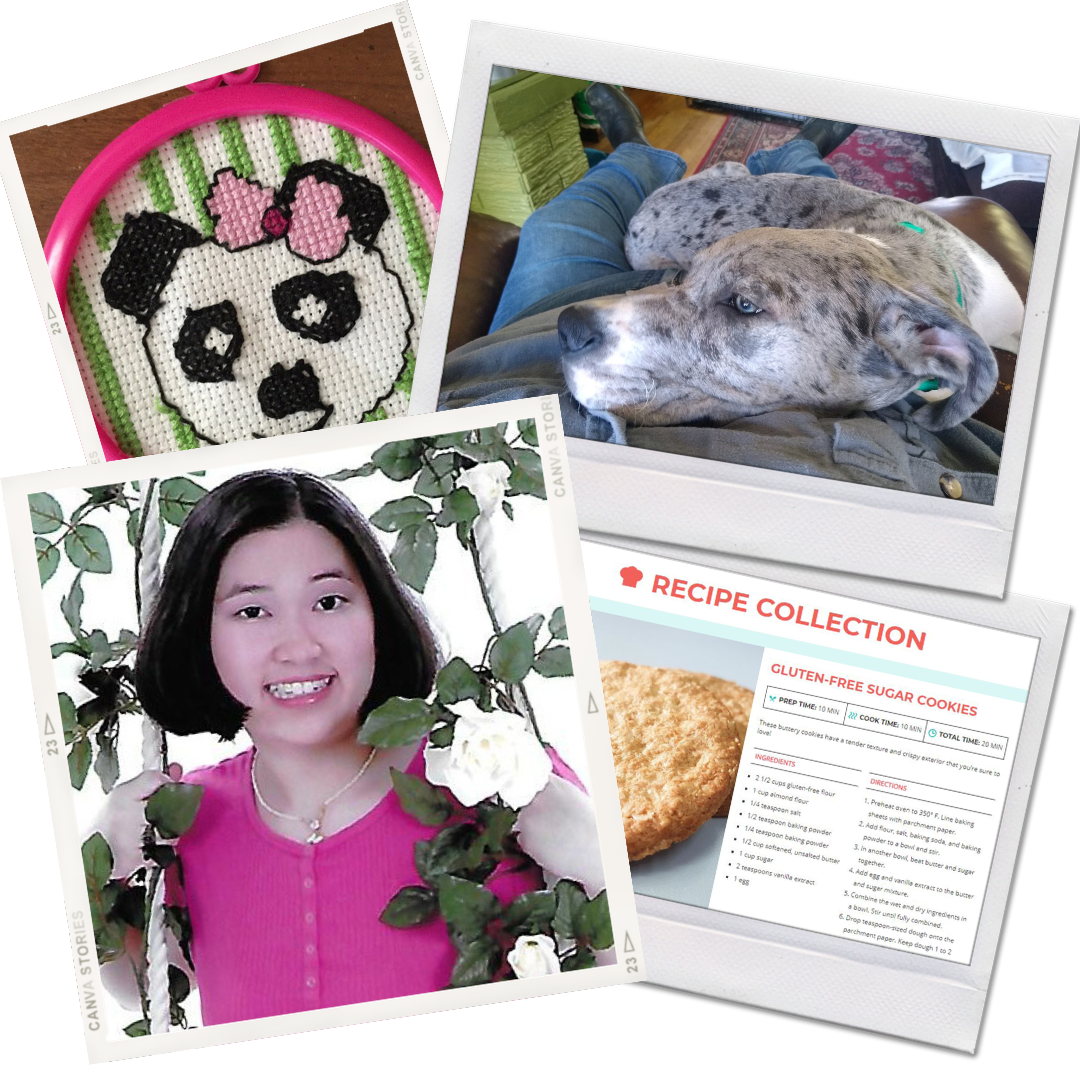 CANVA STORIES
23
RECIPE COLLECTION
GLUTEN-FREE SUGAR COOKIES
PREP TIME: 10 MIN
COOK TIME: 10 MIN
TOTAL TIME: 20 MIN
These buttery cookies have a tender texture and crispy exterior that you're sure to
love!
INGREDIENTS
2 1/2 cups gluten-free flour
1 cup almond flour
1/4 teaspoon salt
1/2 teaspoon baking powder
1/4 teaspoon baking powder
1/2 cup softened, unsalted butter
1 cup sugar
2 teaspoons vanilla extract
1 egg
DIRECTIONS
1. Preheat oven to 350° F. Line baking
sheets with parchment paper.
2. Add flour, salt, baking soda, and baking
powder to a bowl and stir.
3. In another bowl, beat butter and sugar
together.
4. Add egg and vanilla extract to the butter
and sugar mixture.
5. Combine the wet and dry ingredients in
a bowl. Stir until fully combined.
6. Drop teaspoon-sized dough onto the
parchment paper. Keep dough 1 to 2
CANVA STOR
23
CANVA STORIES
23